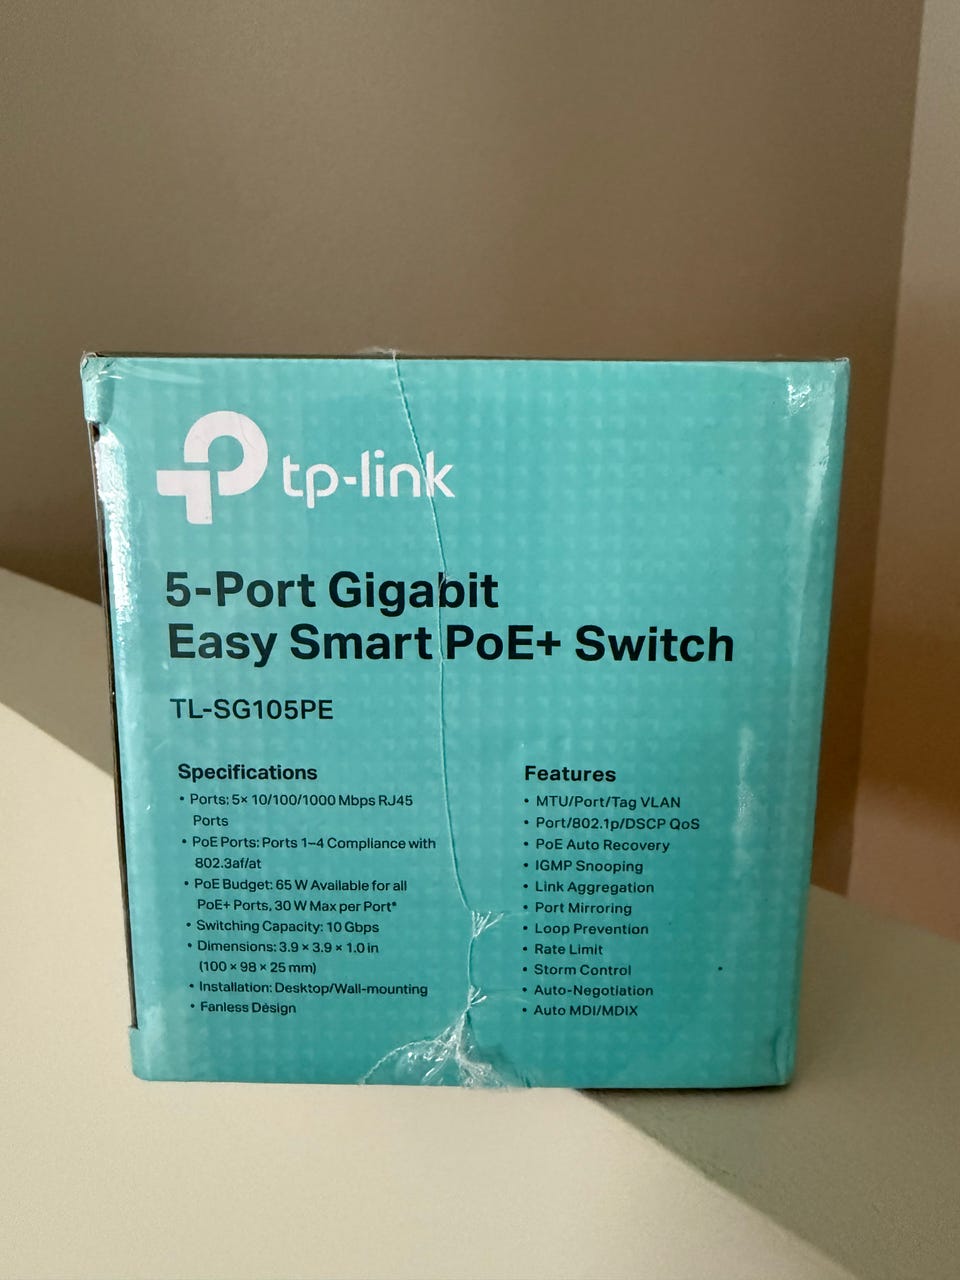 tp-link
5-Port Gigabit
Easy Smart PoE+ Switch
TL-SG105PE
Specifications
• Ports: 5× 10/100/1000 Mbps RJ45
Ports
• PoE Ports: Ports 1–4 Compliance with
802.3af/at
• PoE Budget: 65 W Available for all
PoE+ Ports, 30 W Max per Port*
• Switching Capacity: 10 Gbps
• Dimensions: 3.9 × 3.9 × 1.0 in
(100 × 98 × 25 mm)
• Installation: Desktop/Wall-mounting
• Fanless Design
Features
• MTU/Port/Tag VLAN
• Port/802.1p/DSCP QoS
• PoE Auto Recovery
• IGMP Snooping
• Link Aggregation
• Port Mirroring
• Loop Prevention
• Rate Limit
• Storm Control
• Auto-Negotiation
• Auto MDI/MDIX